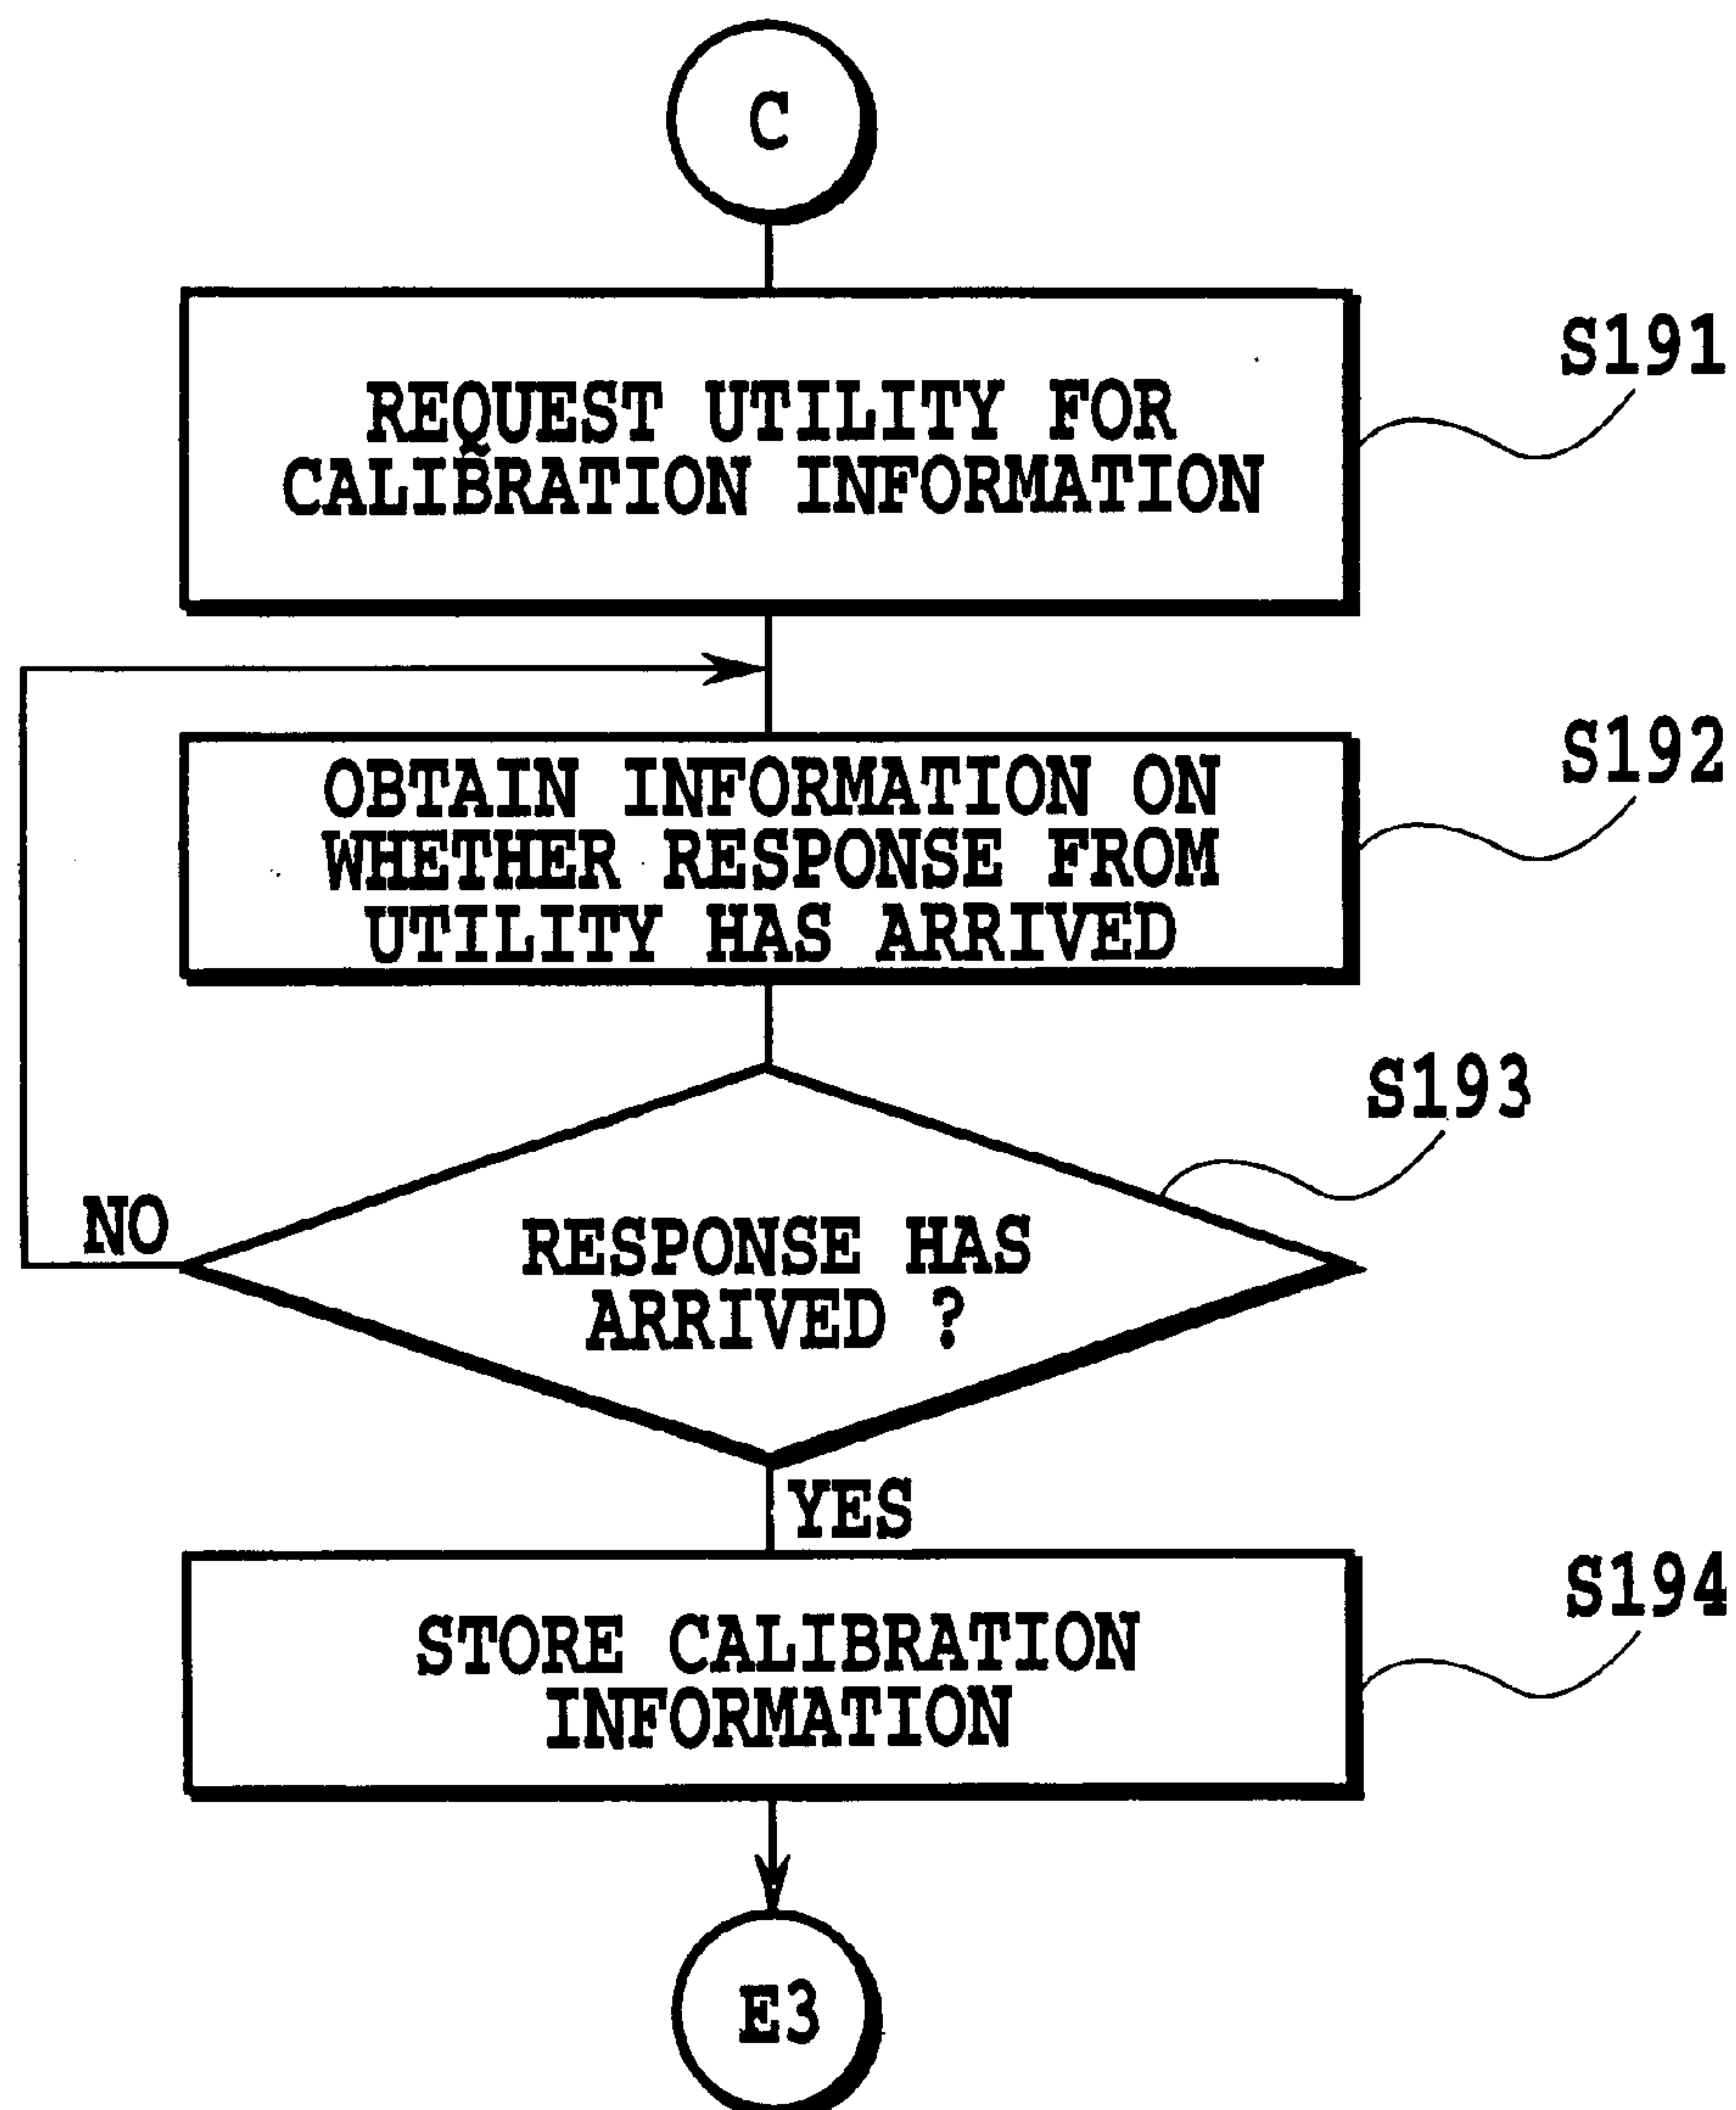 C
S191
REQUEST UTILITY FOR
CALIBRATION INFORMATION
S192
OBTAIN INFORMATION ON
WHETHER RESPONSE FROM
UTILITY HAS ARRIVED
S193
NO
RESPONSE HAS
ARRIVED ?
YES
S194
STORE CALIBRATION
INFORMATION
E3